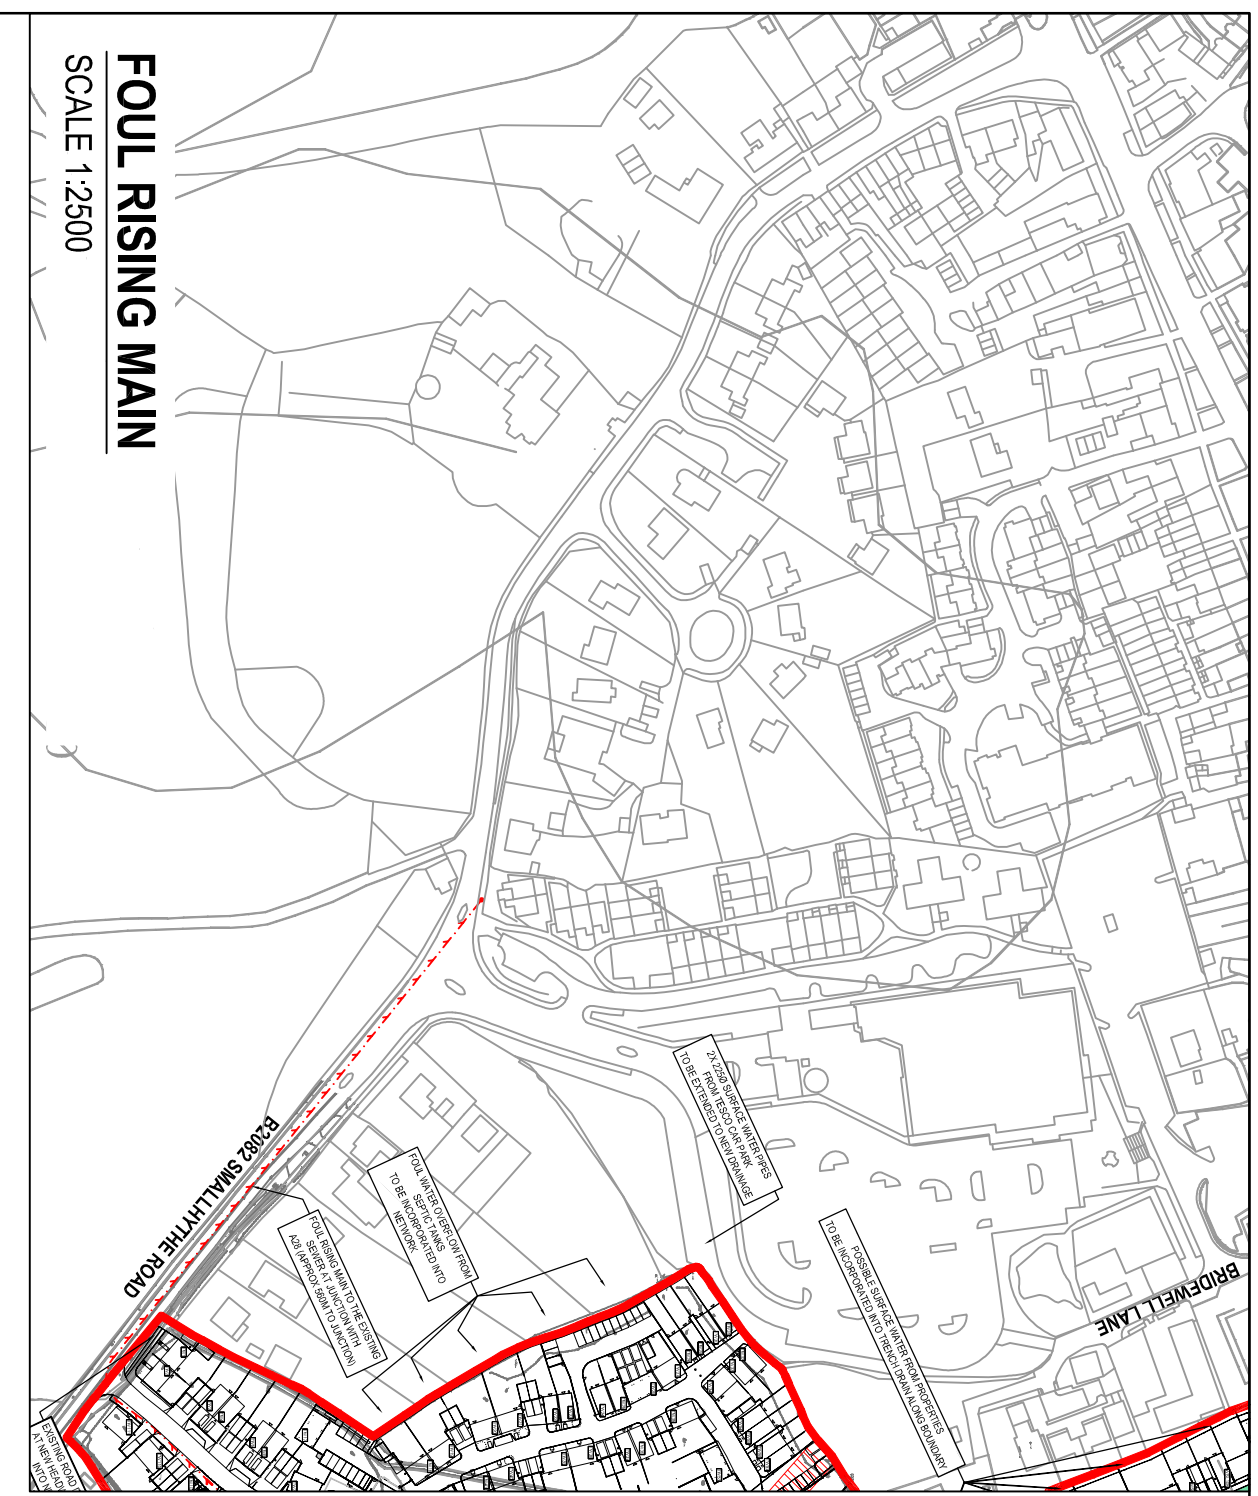 FOUL RISING MAIN
SCALE 1:2500
2X 225Ø SURFACE WATER PIPES
FROM TESCO CAR PARK
TO BE EXTENDED TO NEW DRAINAGE
POSSIBLE SURFACE WATER FROM PROPERTIES
TO BE INCORPORATED INTO TRENCH DRAIN ALONG BOUNDARY
BRIDEWELL LANE
FOUL WATER OVERFLOW FROM
SEPTIC TANKS
TO BE INCORPORATED INTO
NETWORK
FOUL RISING MAIN TO THE EXISTING
SEWER AT JUNCTION WITH
A28 (APPROX 560M TO JUNCTION)
B2082 SMALLHYTHE ROAD
EXISTING ROAD
AT NEW HEADW
INTO N